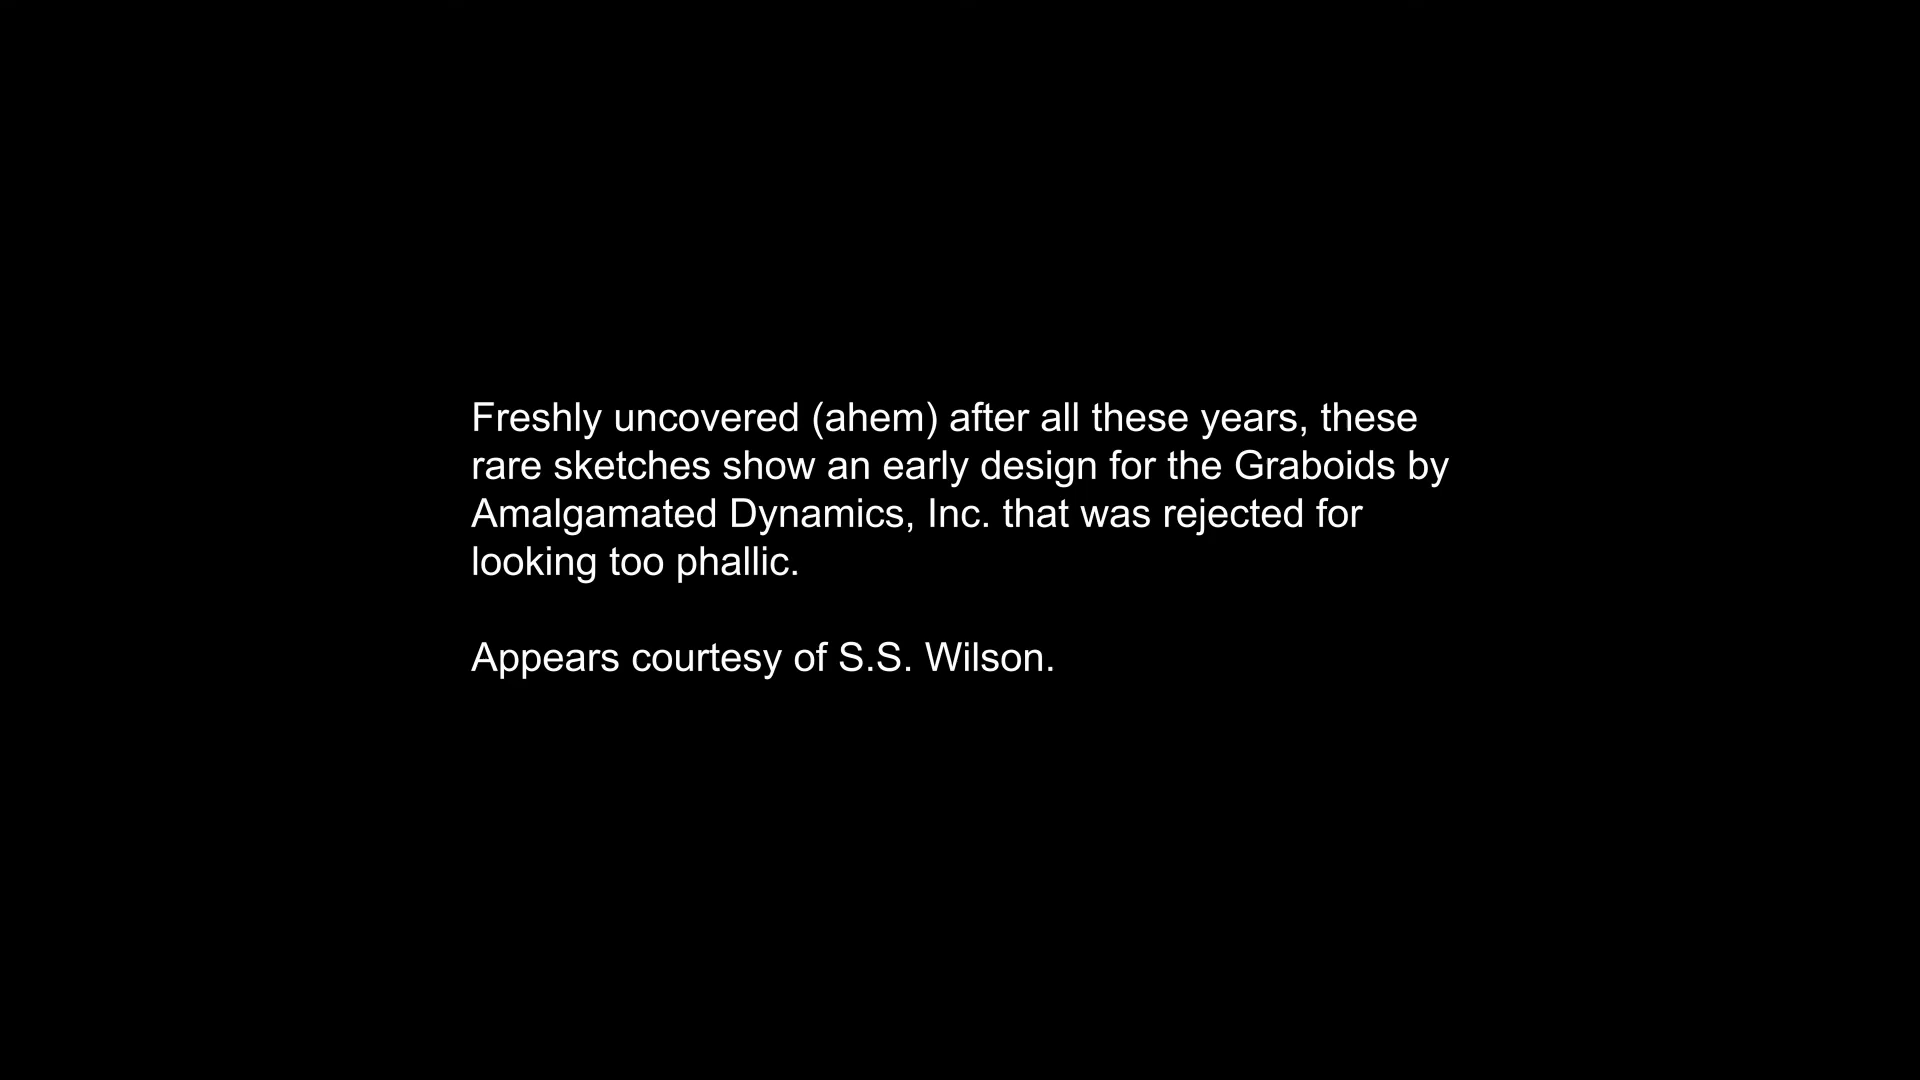 Freshly uncovered (ahem) after all these years, these
rare sketches show an early design for the Graboids by
Amalgamated Dynamics, Inc. that was rejected for
looking too phallic.
Appears courtesy of S.S. Wilson.